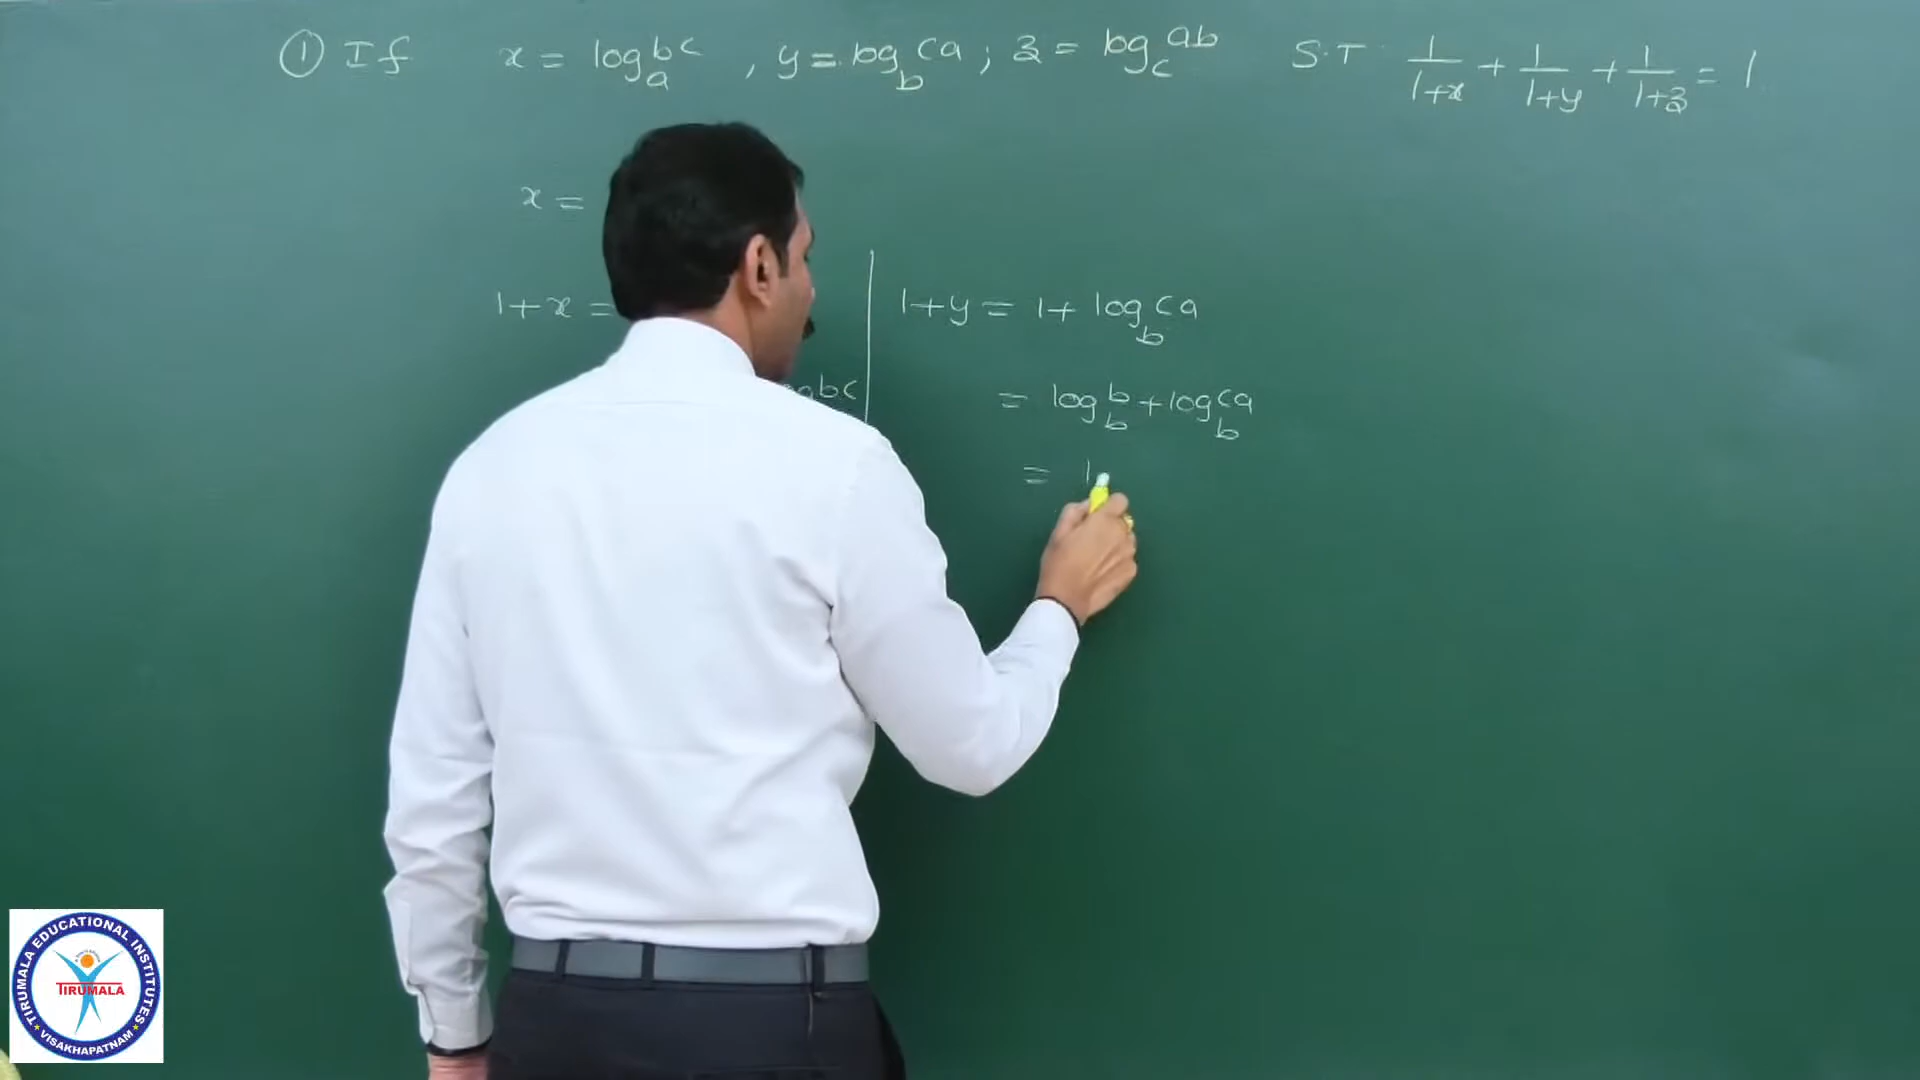 ① If x = log_a bc , y = log_b ca ; z = log_c ab S.T 1/(1+x) + 1/(1+y) + 1/(1+z) = 1
x =
1+x =
1+y = 1+ log_b ca
bc
= log_b b + log_b ca
= l
TIRUMALA EDUCATIONAL INSTITUTES
TIRUMALA
★ VISAKHAPATNAM ★